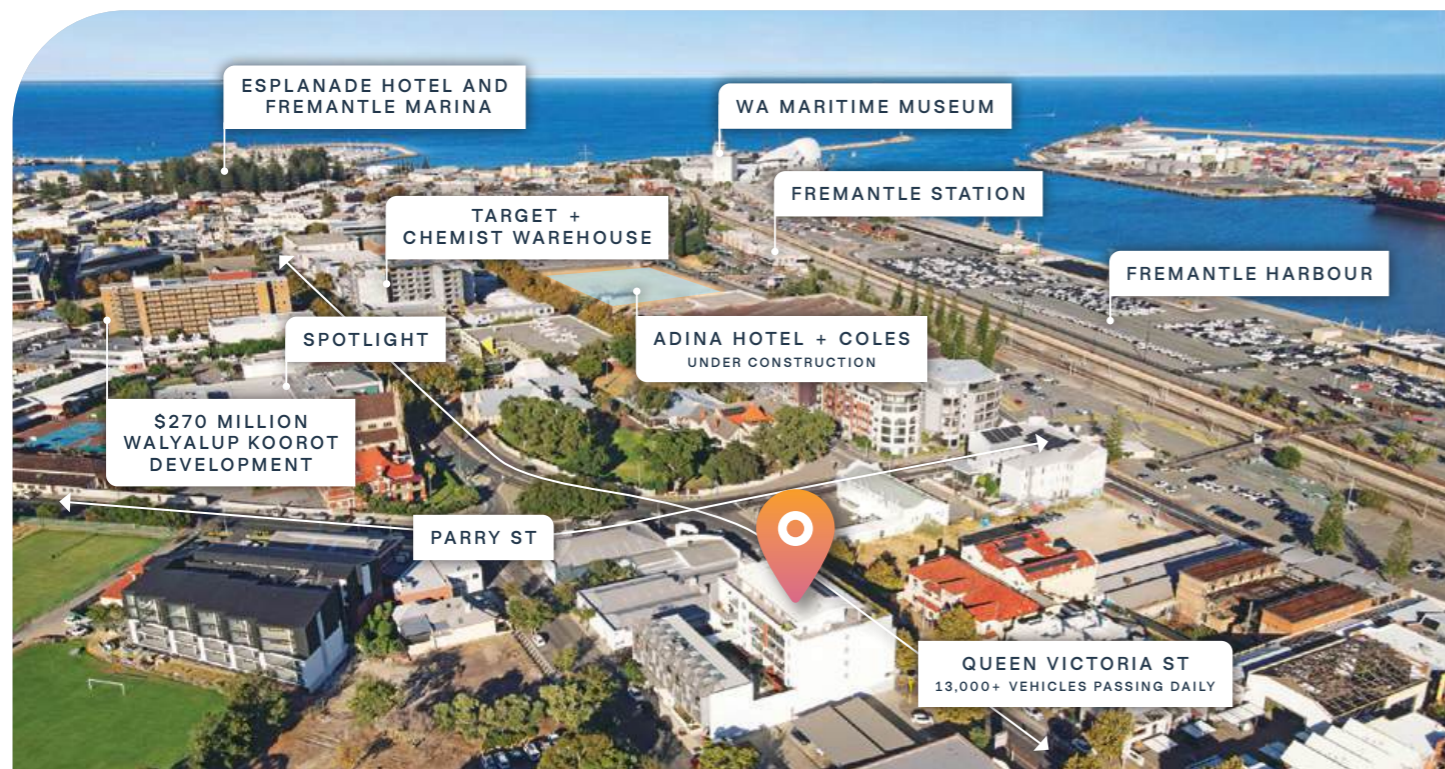 ESPLANADE HOTEL AND
FREMANTLE MARINA
WA MARITIME MUSEUM
FREMANTLE STATION
TARGET +
CHEMIST WAREHOUSE
FREMANTLE HARBOUR
SPOTLIGHT
ADINA HOTEL + COLES
UNDER CONSTRUCTION
$270 MILLION
WALYALUP KOOROT
DEVELOPMENT
PARRY ST
QUEEN VICTORIA ST
13,000+ VEHICLES PASSING DAILY